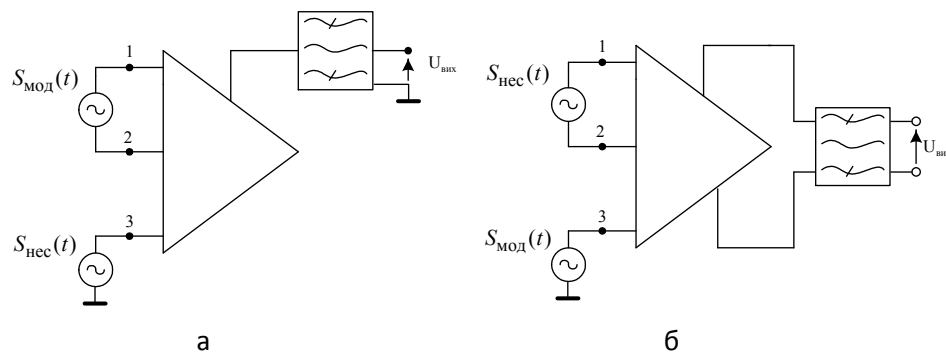 S_мод(t)
1
2
3
S_нес(t)
U_вих
а
S_нес(t)
1
2
3
S_мод(t)
U_ви
б